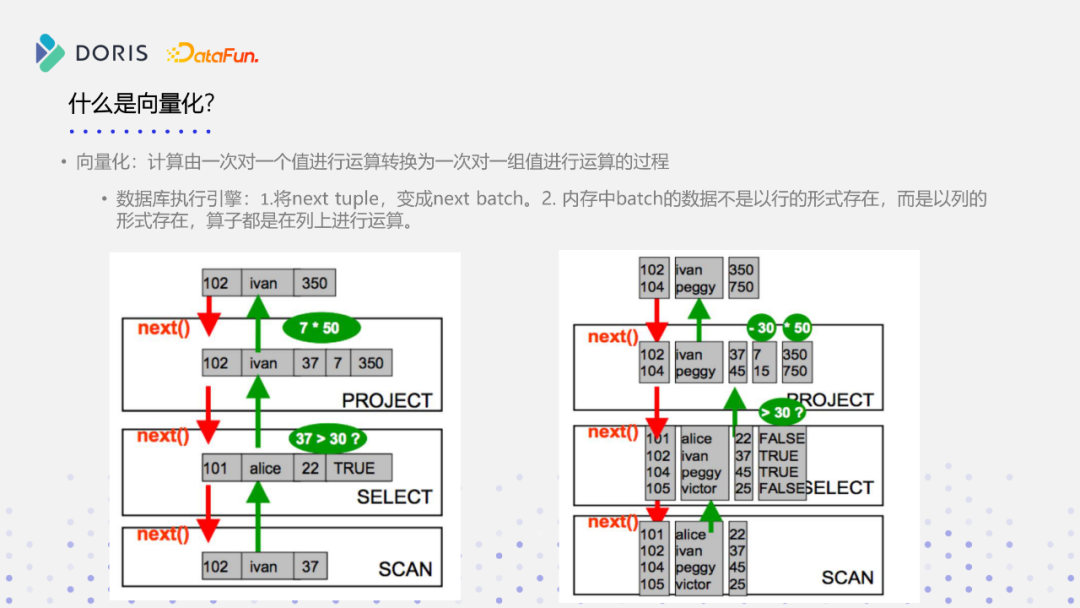 DORIS DataFun.
什么是向量化?
• 向量化：计算由一次对一个值进行运算转换为一次对一组值进行运算的过程
• 数据库执行引擎：1.将next tuple，变成next batch。2. 内存中batch的数据不是以行的形式存在，而是以列的
形式存在，算子都是在列上进行运算。
102 ivan 350
next() 7 * 50
102 ivan 37 7 350
PROJECT
next() 37 > 30 ?
101 alice 22 TRUE
SELECT
next()
102 ivan 37
SCAN
102 ivan 350
104 peggy 750
next() - 30 * 50
102 ivan 37 7 350
104 peggy 45 15 750
PROJECT
next() > 30 ?
101 alice 22 FALSE
102 ivan 37 TRUE
104 peggy 45 TRUE
105 victor 25 FALSE
SELECT
next()
101 alice 22
102 ivan 37
104 peggy 45
105 victor 25
SCAN